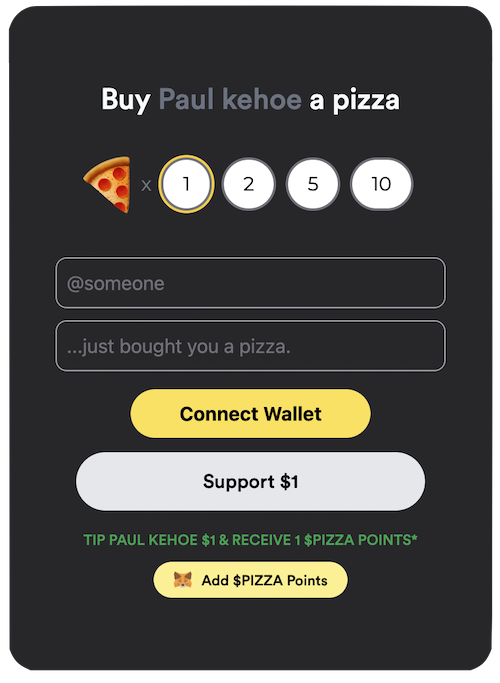 Buy Paul kehoe a pizza
x 1 2 5 10
@someone
...just bought you a pizza.
Connect Wallet
Support $1
TIP PAUL KEHOE $1 & RECEIVE 1 $PIZZA POINTS*
Add $PIZZA Points